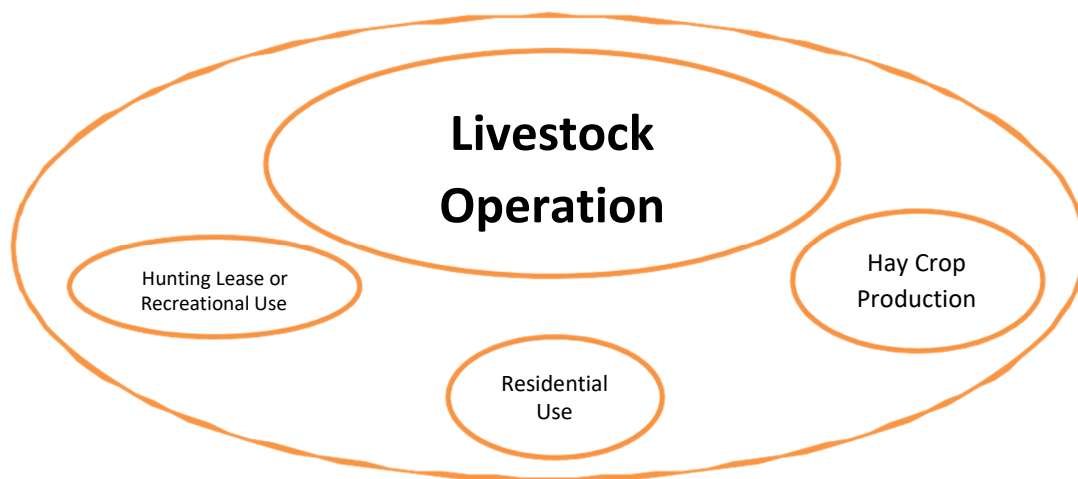 Livestock
Operation
Hunting Lease or
Recreational Use
Hay Crop
Production
Residential
Use